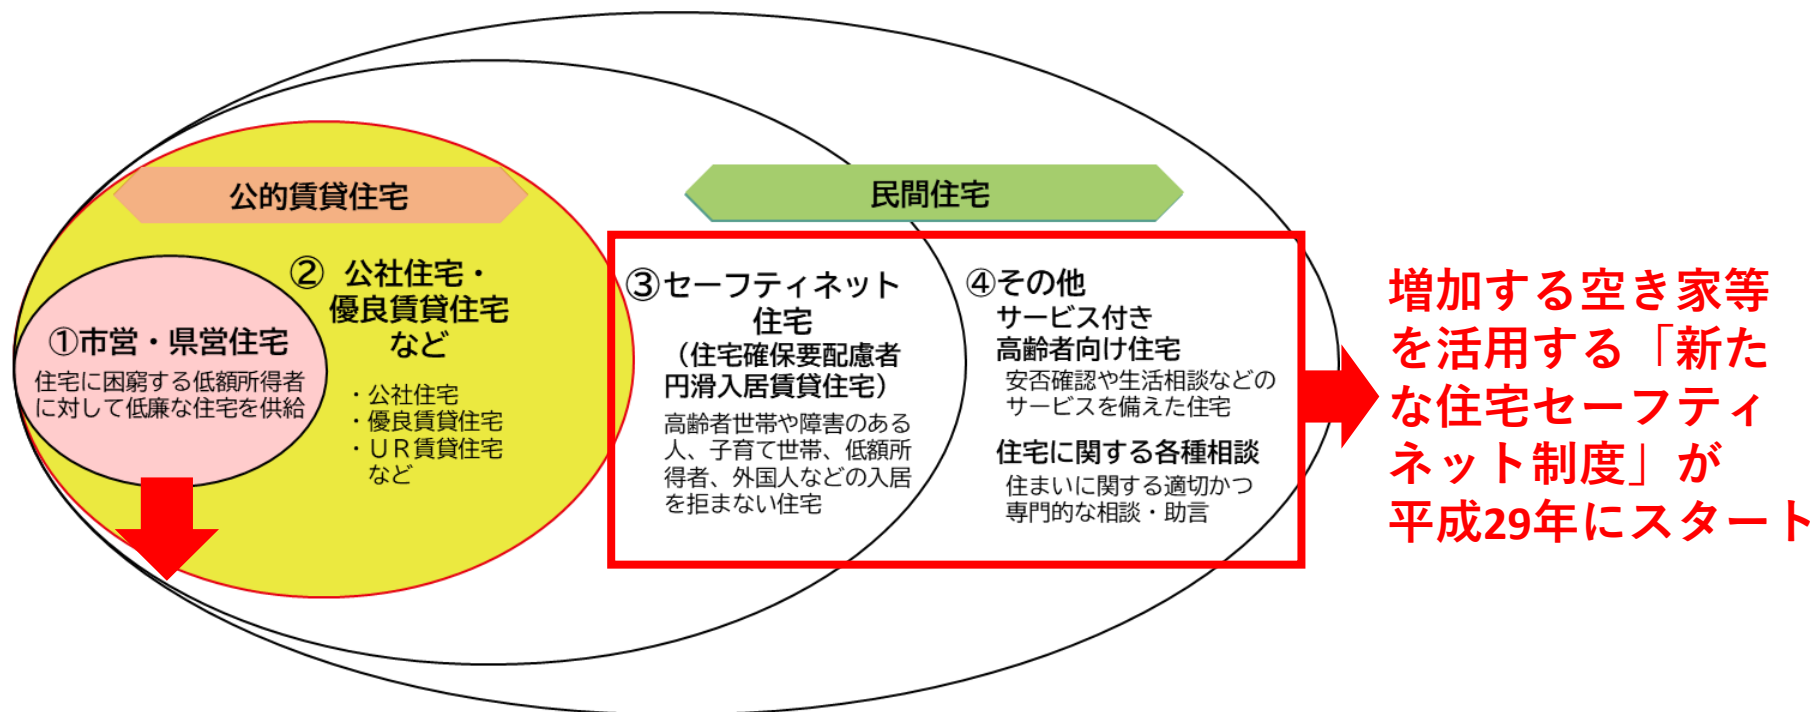 公的賃貸住宅
民間住宅
①市営・県営住宅
住宅に困窮する低額所得者
に対して低廉な住宅を供給
② 公社住宅・
優良賃貸住宅
など
・公社住宅
・優良賃貸住宅
・ＵＲ賃貸住宅
など
③セーフティネット
住宅
（住宅確保要配慮者
円滑入居賃貸住宅）
高齢者世帯や障害のある
人、子育て世帯、低額所
得者、外国人などの入居
を拒まない住宅
④その他
サービス付き
高齢者向け住宅
安否確認や生活相談などの
サービスを備えた住宅
住宅に関する各種相談
住まいに関する適切かつ
専門的な相談・助言
増加する空き家等
を活用する「新た
な住宅セーフティ
ネット制度」が
平成29年にスタート